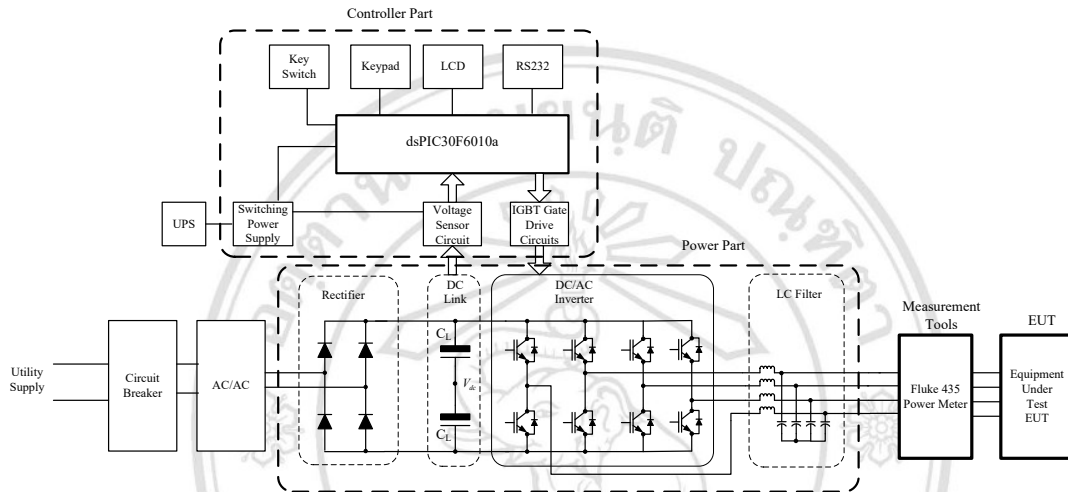 Controller Part
Key
Switch
Keypad
LCD
RS232
dsPIC30F6010a
UPS
Switching
Power
Supply
Voltage
Sensor
Circuit
IGBT Gate
Drive
Circuits
Power Part
Rectifier
DC
Link
DC/AC
Inverter
LC Filter
Measurement
Tools
EUT
Utility
Supply
Circuit
Breaker
AC/AC
C_L
V_dc
C_L
Fluke 435
Power Meter
Equipment
Under
Test
EUT